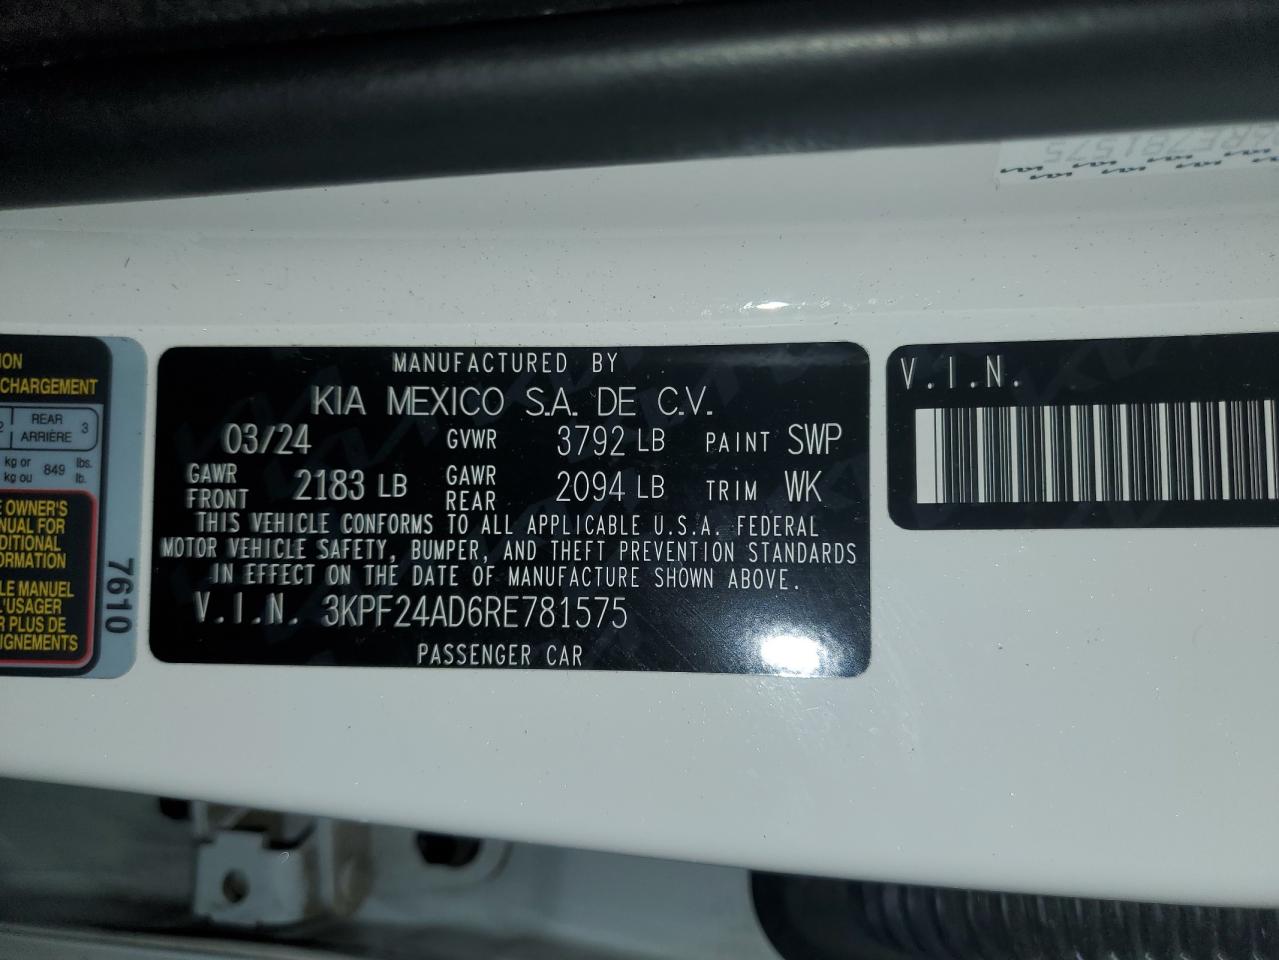 RE781575
ION
CHARGEMENT
2 REAR 3
ARRIÈRE
kg or 849 lbs.
kg ou lb.
E OWNER'S
NUAL FOR
DITIONAL
ORMATION
LE MANUEL
L'USAGER
R PLUS DE
IGNEMENTS
7610
MANUFACTURED BY
KIA MEXICO S.A. DE C.V.
03/24 GVWR 3792 LB PAINT SWP
GAWR FRONT 2183 LB GAWR REAR 2094 LB TRIM WK
THIS VEHICLE CONFORMS TO ALL APPLICABLE U.S.A. FEDERAL
MOTOR VEHICLE SAFETY, BUMPER, AND THEFT PREVENTION STANDARDS
IN EFFECT ON THE DATE OF MANUFACTURE SHOWN ABOVE.
V.I.N. 3KPF24AD6RE781575
PASSENGER CAR
V.I.N.